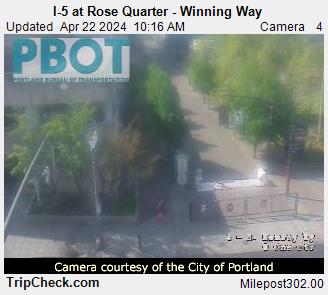 I-5 at Rose Quarter - Winning Way
Updated Apr 22 2024 10:16 AM Camera 4
PBOT
PORTLAND BUREAU OF TRANSPORTATION
Camera courtesy of the City of Portland
TripCheck.com Milepost302.00